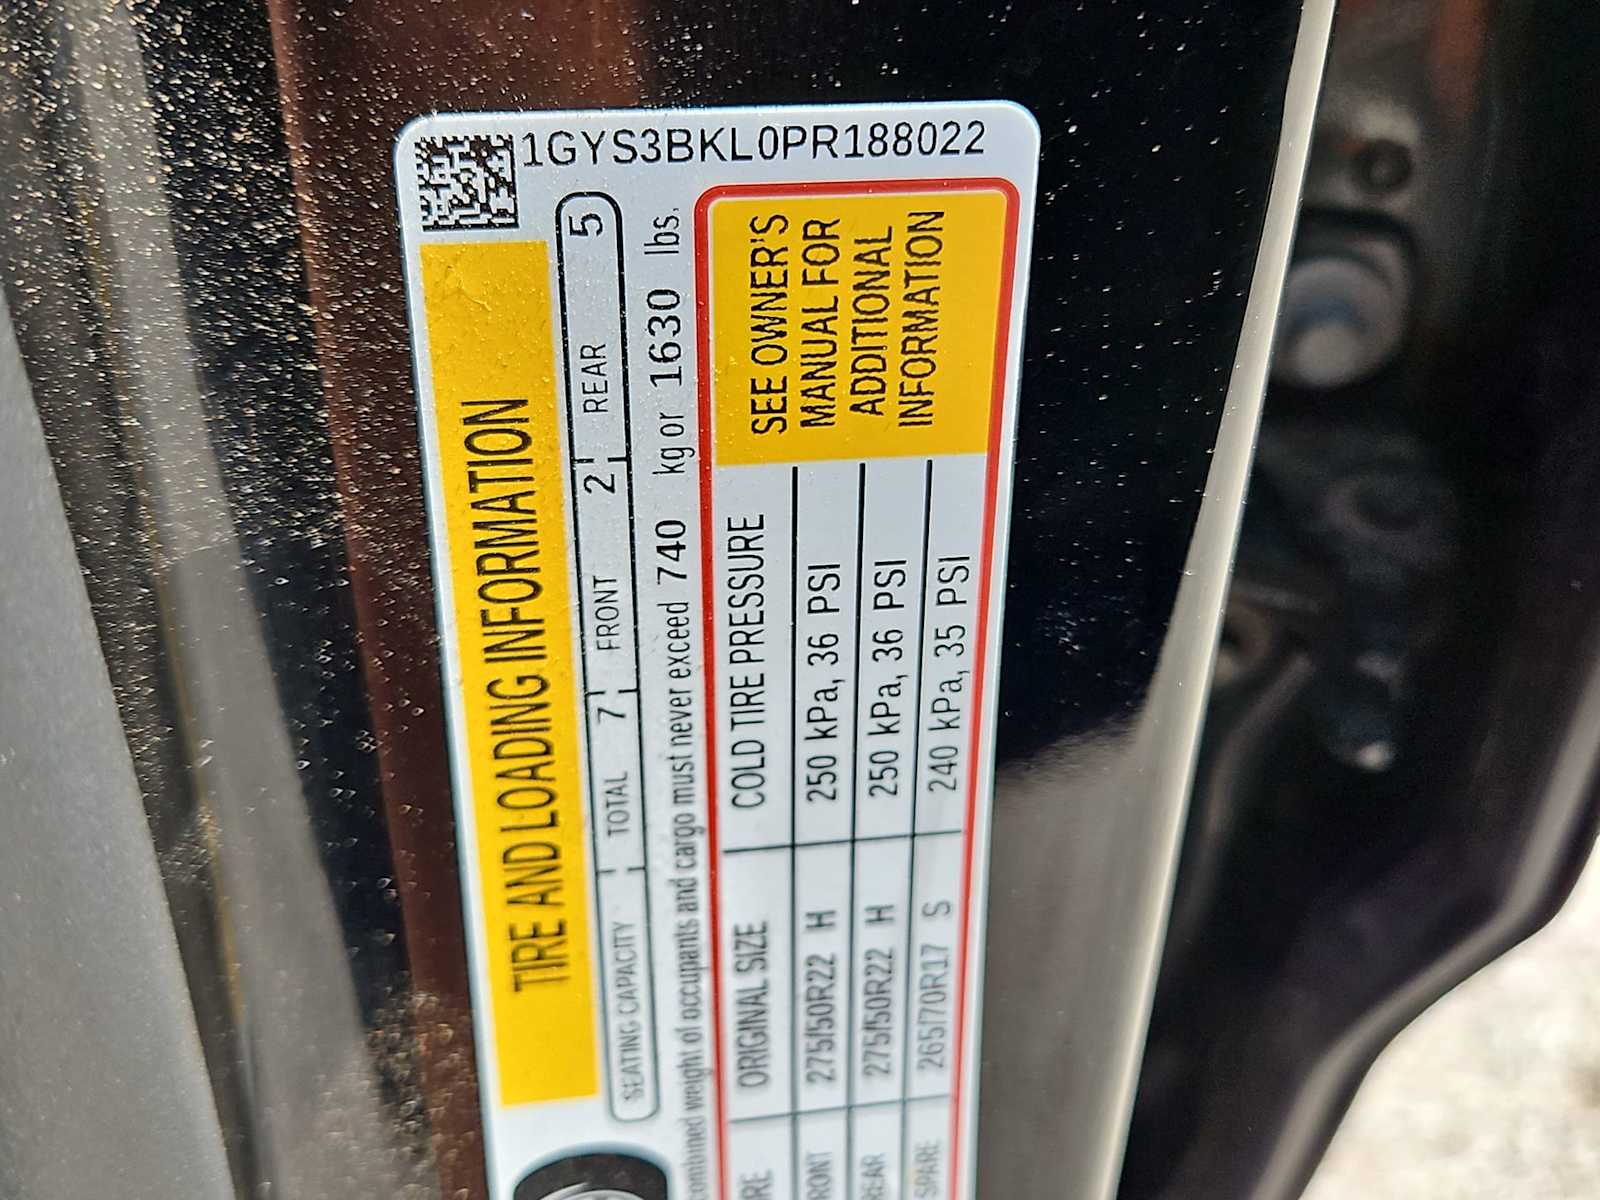 1GYS3BKL0PR188022
TIRE AND LOADING INFORMATION
SEATING CAPACITY TOTAL 7 FRONT 2 REAR 5
combined weight of occupants and cargo must never exceed 740 kg or 1630 lbs.
ORIGINAL SIZE COLD TIRE PRESSURE
FRONT 275/50R22 H 250 kPa, 36 PSI
REAR 275/50R22 H 250 kPa, 36 PSI
SPARE 265/70R17 S 240 kPa, 35 PSI
SEE OWNER'S
MANUAL FOR
ADDITIONAL
INFORMATION